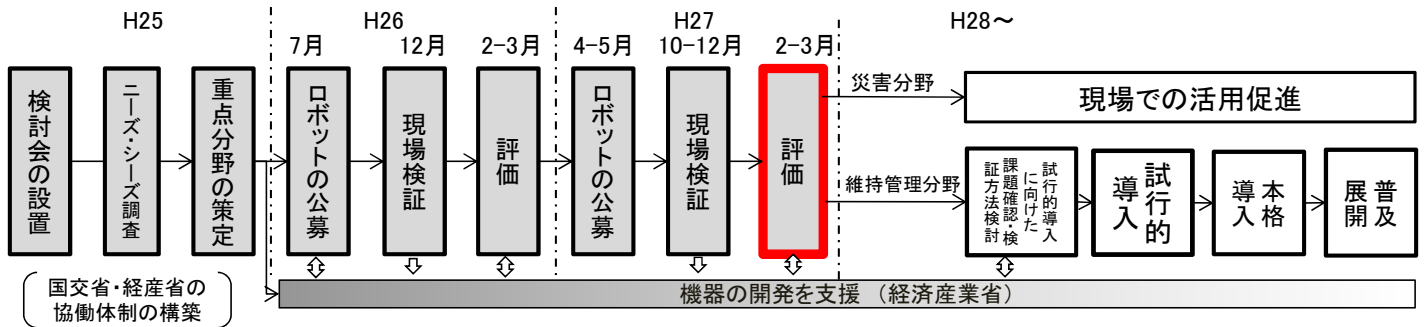 H25
H26
H27
H28～
7月
12月
2-3月
4-5月
10-12月
2-3月
検討会の設置
ニーズ・シーズ調査
重点分野の策定
ロボットの公募
現場検証
評価
ロボットの公募
現場検証
評価
災害分野
現場での活用促進
維持管理分野
試行的導入
に向けた
課題確認・検
証方法検討
試行的
導入
本格
導入
普及
展開
国交省・経産省の
協働体制の構築
機器の開発を支援 （経済産業省）